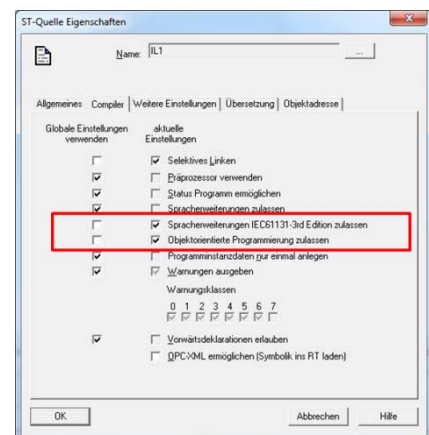 ST-Quelle Eigenschaften
Name: IL1 ...
Allgemeines Compiler Weitere Einstellungen Übersetzung Objektadresse
Globale Einstellungen verwenden aktuelle Einstellungen
Selektives Linken
Präprozessor verwenden
Status Programm ermöglichen
Spracherweiterungen zulassen
Spracherweiterungen IEC61131-3rd Edition zulassen
Objektorientierte Programmierung zulassen
Programminstanzdaten nur einmal anlegen
Warnungen ausgeben
Warnungsklassen
0 1 2 3 4 5 6 7
Vorwärtsdeklarationen erlauben
OPC-XML ermöglichen (Symbolik ins RT laden)
OK Abbrechen Hilfe